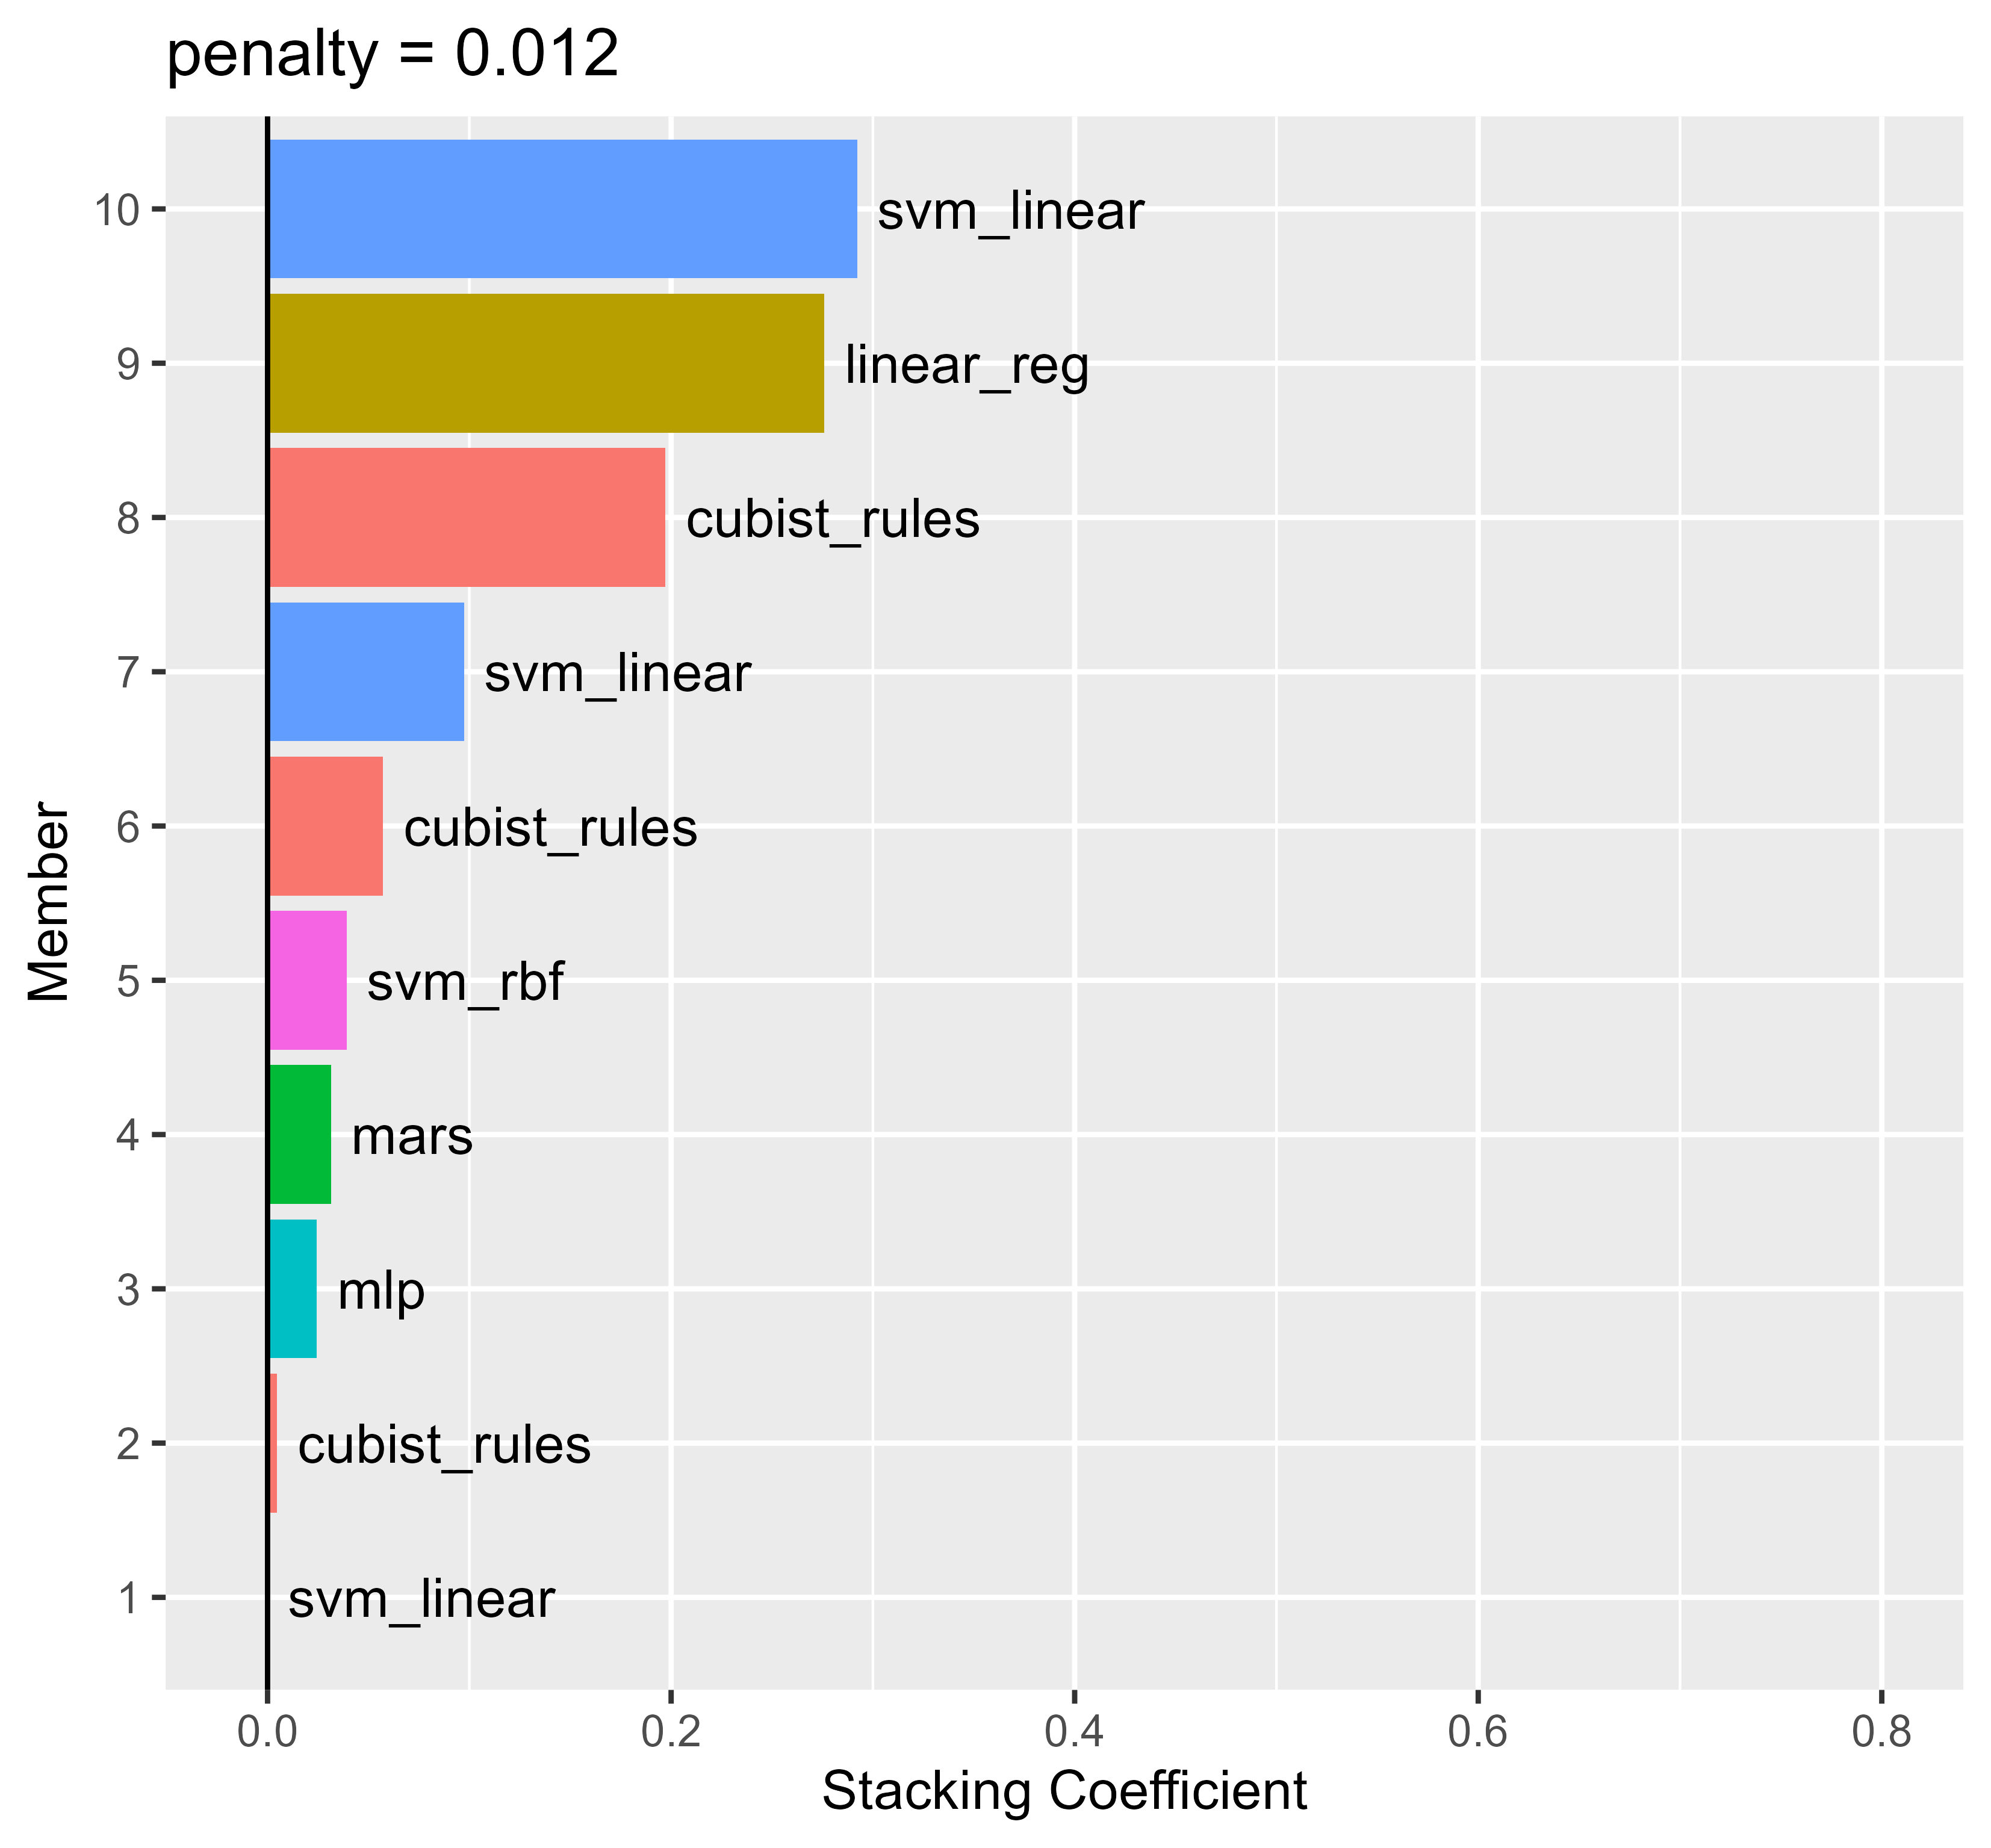 penalty = 0.012
10
svm_linear
9
linear_reg
8
cubist_rules
7
svm_linear
6
cubist_rules
5
svm_rbf
4
mars
3
mlp
2
cubist_rules
1
svm_linear
Member
0.0 0.2 0.4 0.6 0.8
Stacking Coefficient